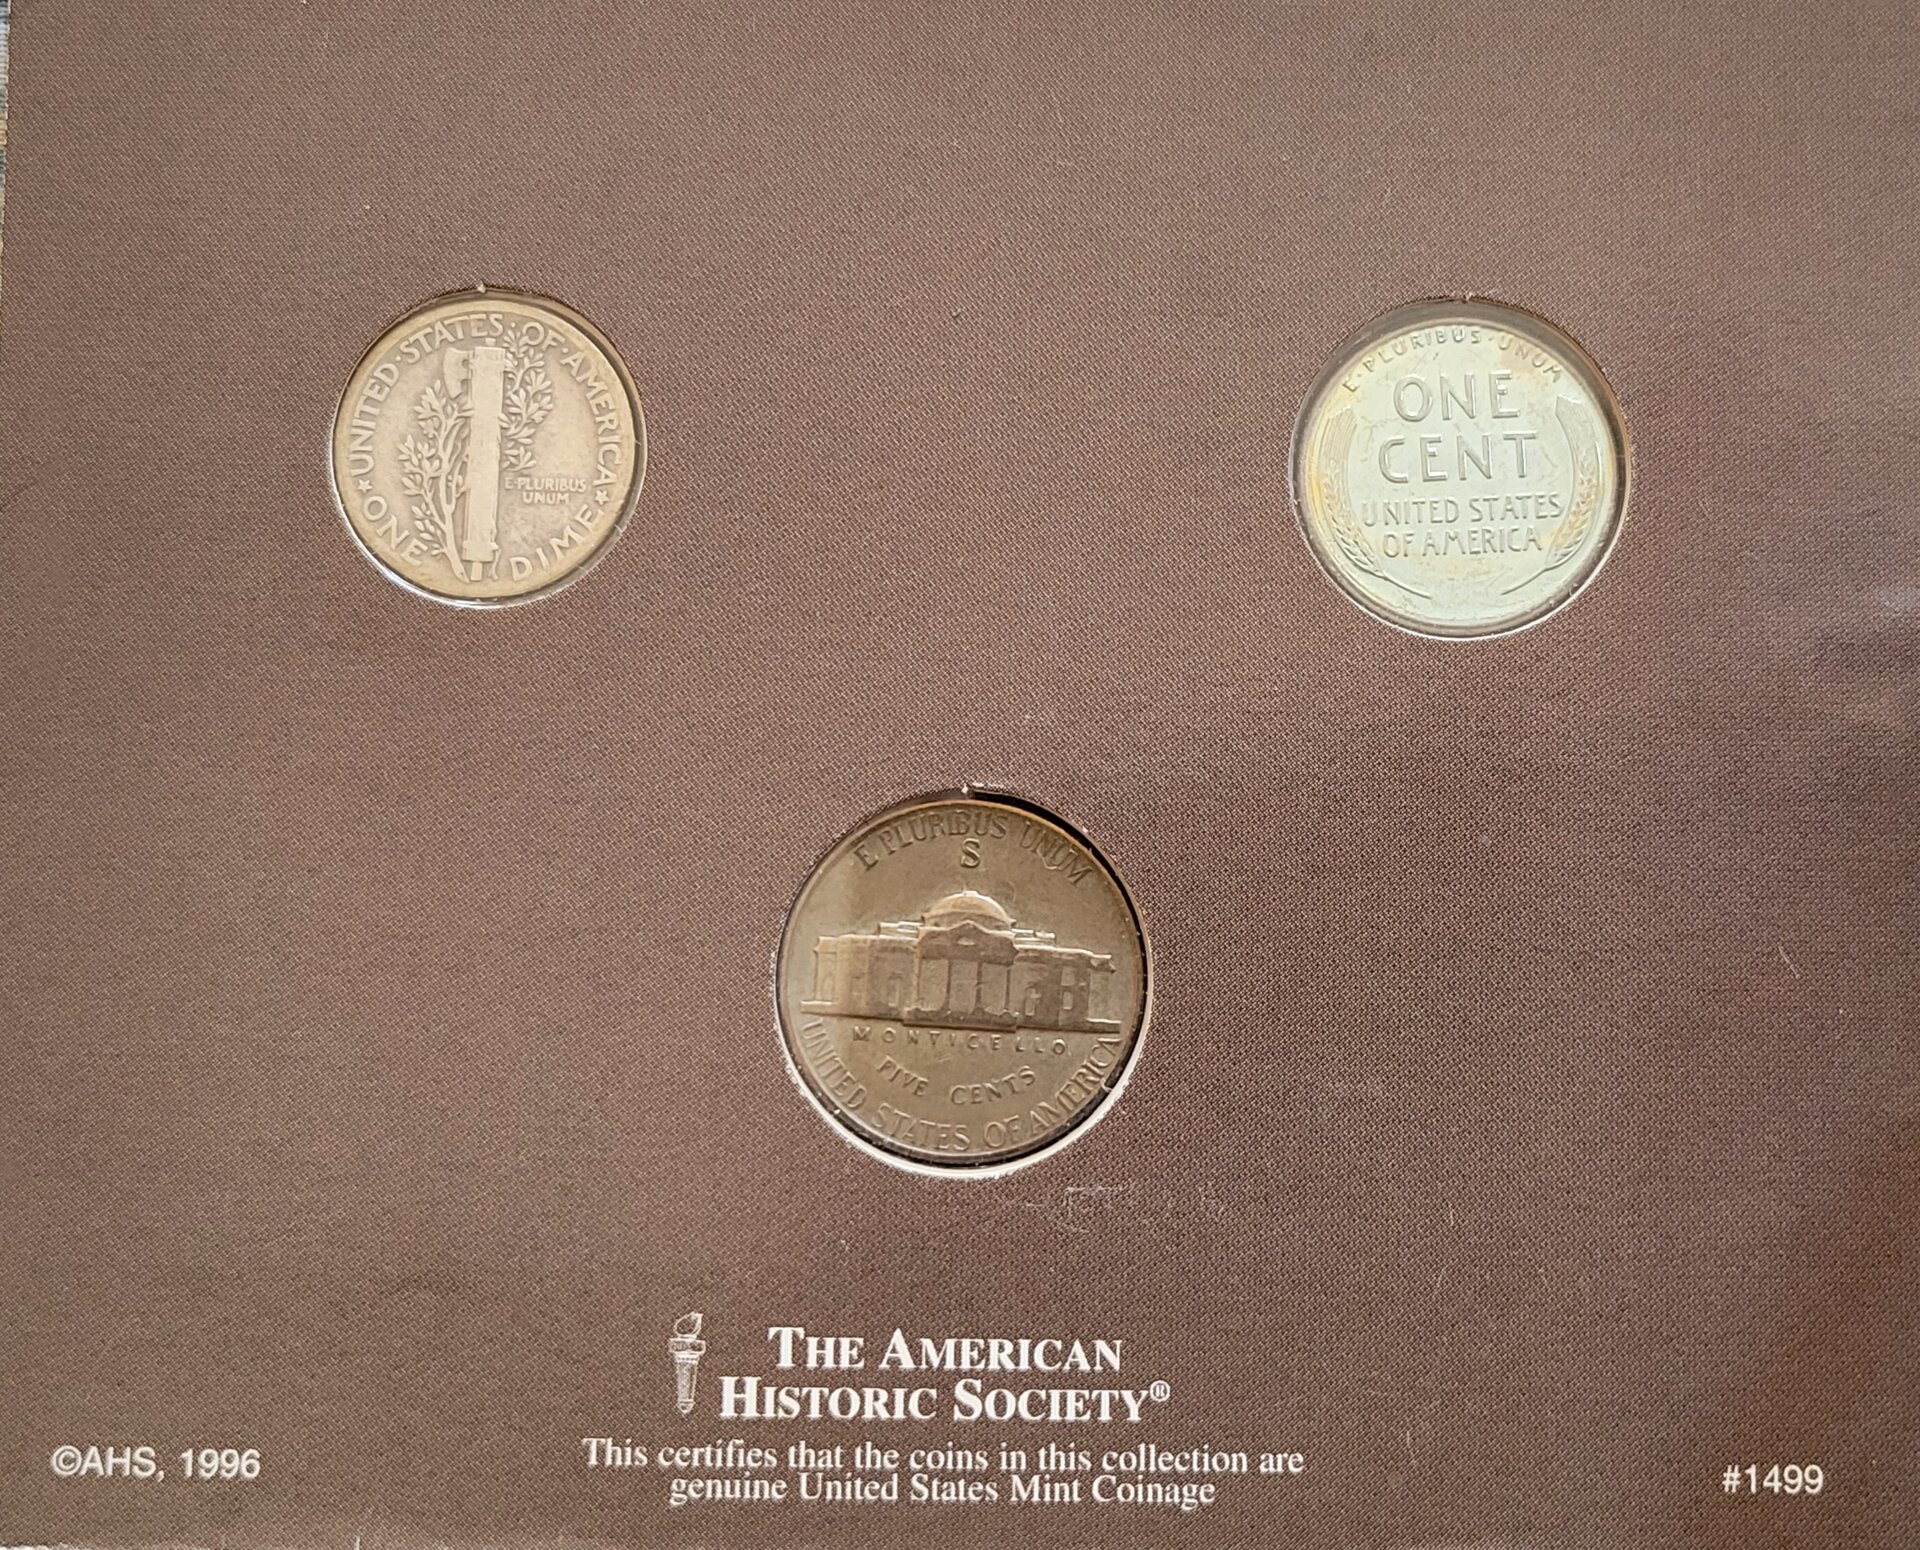 UNITED·STATES·OF·AMERICA
E·PLURIBUS
UNUM
ONE DIME
E·PLURIBUS·UNUM
ONE
CENT
UNITED STATES
OF AMERICA
E PLURIBUS UNUM
S
MONTICELLO
FIVE CENTS
UNITED STATES OF AMERICA
THE AMERICAN
HISTORIC SOCIETY®
This certifies that the coins in this collection are
genuine United States Mint Coinage
©AHS, 1996
#1499